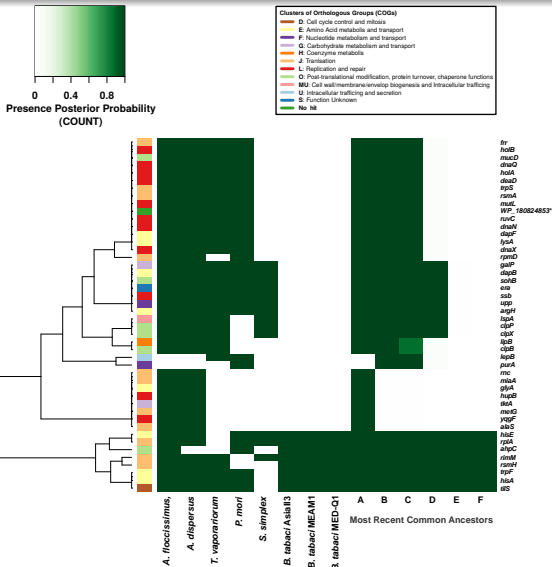 Clusters of Orthologous Groups (COGs)
D: Cell cycle control and mitosis
E: Amino Acid metabolis and transport
F: Nucleotide metabolism and transport
G: Carbohydrate metabolism and transport
H: Coenzyme metabolis
J: Translation
L: Replication and repair
O: Post-translational modification, protein turnover, chaperone functions
MU: Cell wall/membrane/envelop biogenesis and Intracellular trafficing
U: Intracellular trafficing and secretion
S: Function Unknown
No hit
0 0.4 0.8
Presence Posterior Probability
(COUNT)
frr
holB
mucD
dnaQ
holA
deaD
trpS
rsmA
mutL
WP_180824853*
ruvC
dnaN
dapF
lysA
dnaX
rpmD
galP
dapB
sohB
era
ssb
upp
argH
lspA
clpP
clpX
lipB
clpB
lepB
purA
rnc
miaA
glyA
hupB
tktA
metG
yqgF
alaS
hisE
rplA
ahpC
rimM
rsmH
trpF
hisA
tilS
A. floccissimus,
A. dispersus
T. vaporariorum
P. mori
S. simplex
B. tabaci AsiaII3
B. tabaci MEAM1
B. tabaci MED-Q1
A B C D E F
Most Recent Common Ancestors